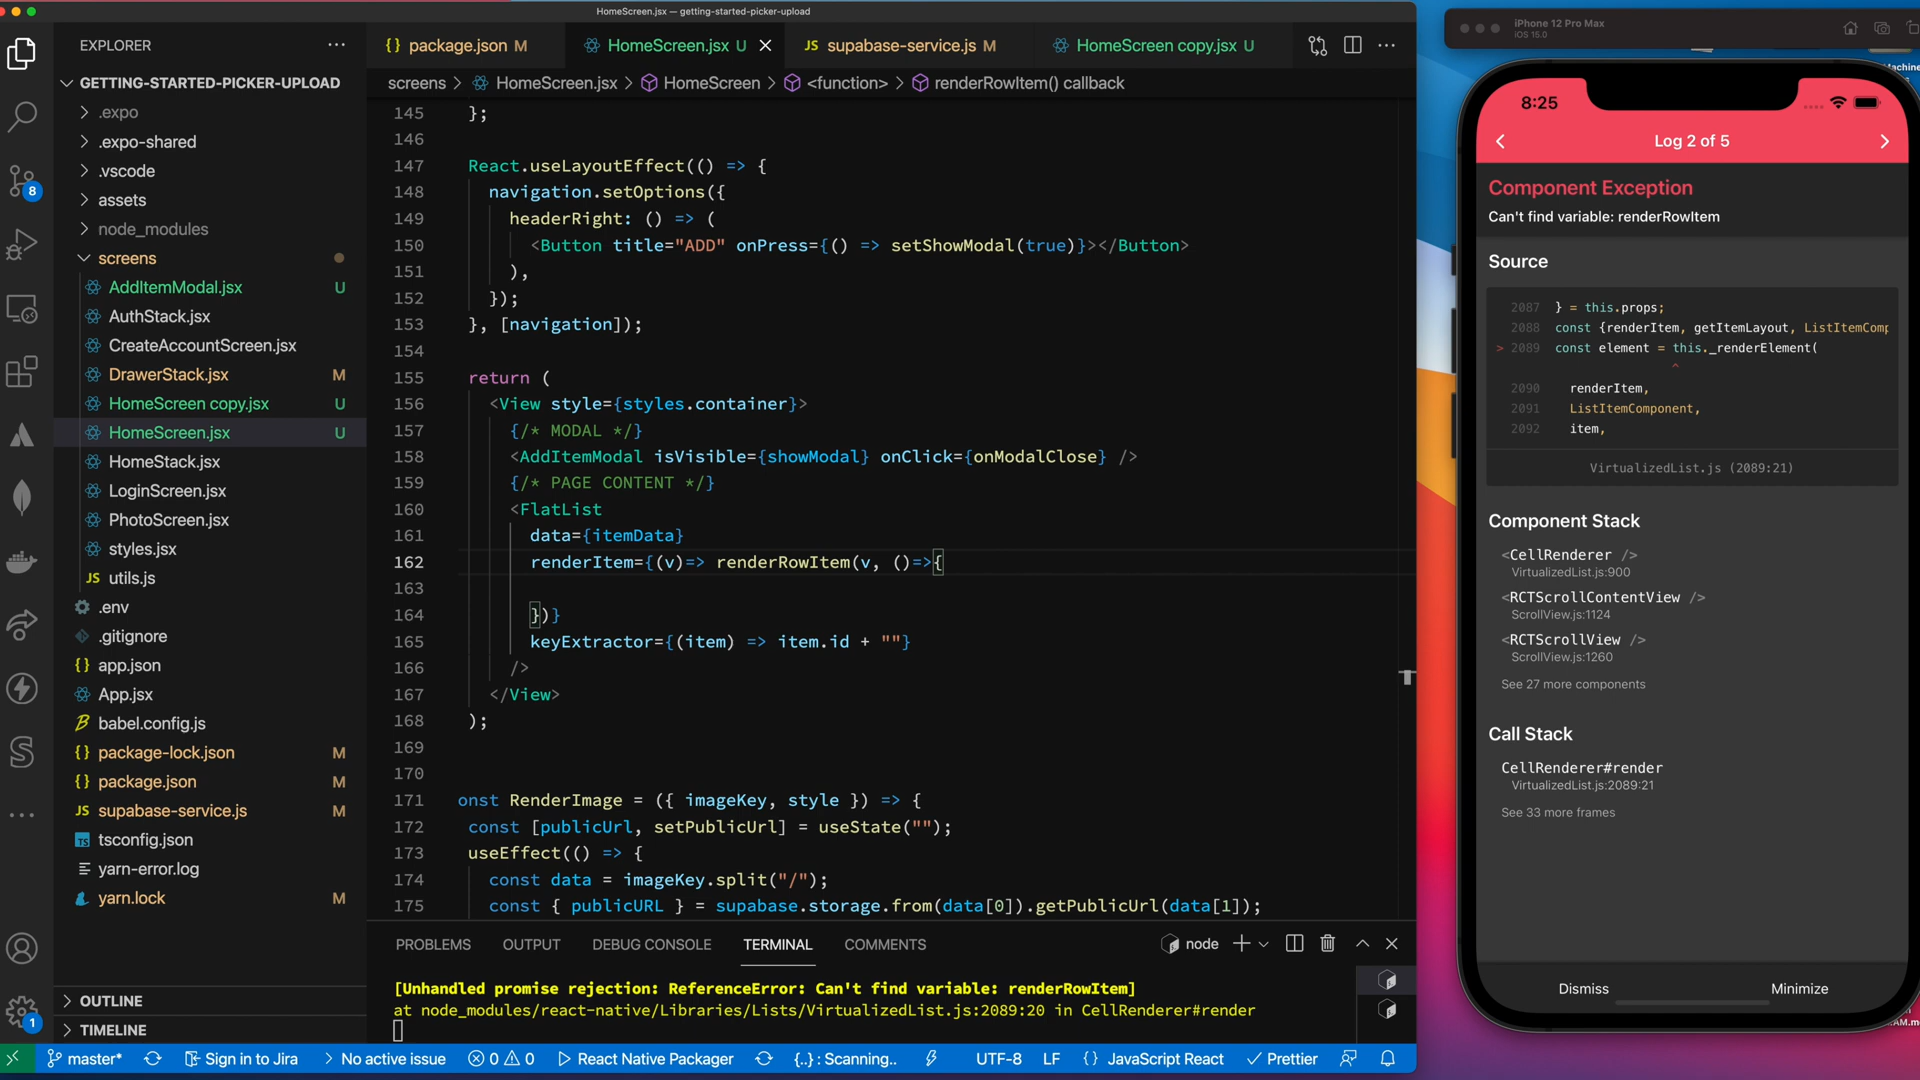 HomeScreen.jsx — getting-started-picker-upload
EXPLORER
GETTING-STARTED-PICKER-UPLOAD
.expo
.expo-shared
.vscode
assets
node_modules
screens
AddItemModal.jsx U
AuthStack.jsx
CreateAccountScreen.jsx
DrawerStack.jsx M
HomeScreen copy.jsx U
HomeScreen.jsx U
HomeStack.jsx
LoginScreen.jsx
PhotoScreen.jsx
styles.jsx
JS utils.js
.env
.gitignore
{} app.json
App.jsx
babel.config.js
{} package-lock.json M
{} package.json M
JS supabase-service.js M
TS tsconfig.json
yarn-error.log
yarn.lock M
OUTLINE
TIMELINE
8
1
{} package.json M
HomeScreen.jsx U
JS supabase-service.js M
HomeScreen copy.jsx U
screens > HomeScreen.jsx > HomeScreen > <function> > renderRowItem() callback
145 };
146
147 React.useLayoutEffect(() => {
148 navigation.setOptions({
149 headerRight: () => (
150 <Button title="ADD" onPress={() => setShowModal(true)}></Button>
151 ),
152 });
153 }, [navigation]);
154
155 return (
156 <View style={styles.container}>
157 {/* MODAL */}
158 <AddItemModal isVisible={showModal} onClick={onModalClose} />
159 {/* PAGE CONTENT */}
160 <FlatList
161 data={itemData}
162 renderItem={(v)=> renderRowItem(v, ()=>{
163
164 })}
165 keyExtractor={(item) => item.id + ""}
166 />
167 </View>
168 );
169
170
171 onst RenderImage = ({ imageKey, style }) => {
172 const [publicUrl, setPublicUrl] = useState("");
173 useEffect(() => {
174 const data = imageKey.split("/");
175 const { publicURL } = supabase.storage.from(data[0]).getPublicUrl(data[1]);
PROBLEMS OUTPUT DEBUG CONSOLE TERMINAL COMMENTS
node
[Unhandled promise rejection: ReferenceError: Can't find variable: renderRowItem]
at node_modules/react-native/Libraries/Lists/VirtualizedList.js:2089:20 in CellRenderer#render
master* Sign in to Jira No active issue 0 0 React Native Packager {..} : Scanning.. UTF-8 LF {} JavaScript React Prettier
iPhone 12 Pro Max
iOS 15.0
8:25
Log 2 of 5
Component Exception
Can't find variable: renderRowItem
Source
2087 } = this.props;
2088 const {renderItem, getItemLayout, ListItemComp
> 2089 const element = this._renderElement(
^
2090 renderItem,
2091 ListItemComponent,
2092 item,
VirtualizedList.js (2089:21)
Component Stack
<CellRenderer />
VirtualizedList.js:900
<RCTScrollContentView />
ScrollView.js:1124
<RCTScrollView />
ScrollView.js:1260
See 27 more components
Call Stack
CellRenderer#render
VirtualizedList.js:2089:21
See 33 more frames
Dismiss Minimize
Machine